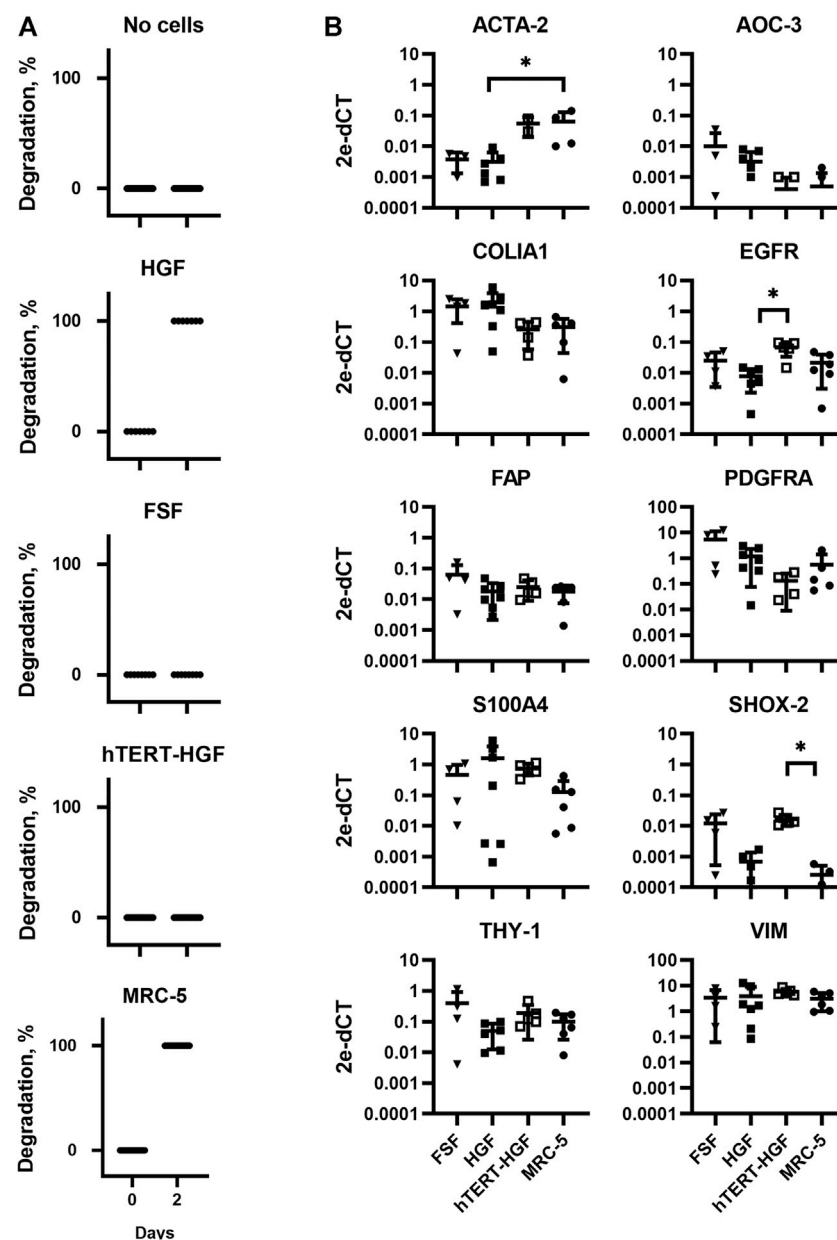 A
No cells
Degradation, %
100
0
HGF
Degradation, %
100
0
FSF
Degradation, %
100
0
hTERT-HGF
Degradation, %
100
0
MRC-5
Degradation, %
100
0
0 2
Days
B
ACTA-2
2e-dCT
10
1
0.1
0.01
0.001
0.0001
*
AOC-3
10
1
0.1
0.01
0.001
0.0001
COLIA1
2e-dCT
10
1
0.1
0.01
0.001
0.0001
EGFR
10
1
0.1
0.01
0.001
0.0001
*
FAP
2e-dCT
10
1
0.1
0.01
0.001
0.0001
PDGFRA
100
10
1
0.1
0.01
0.001
0.0001
S100A4
2e-dCT
10
1
0.1
0.01
0.001
0.0001
SHOX-2
10
1
0.1
0.01
0.001
0.0001
*
THY-1
2e-dCT
10
1
0.1
0.01
0.001
0.0001
FSF
HGF
hTERT-HGF
MRC-5
VIM
100
10
1
0.1
0.01
0.001
0.0001
FSF
HGF
hTERT-HGF
MRC-5